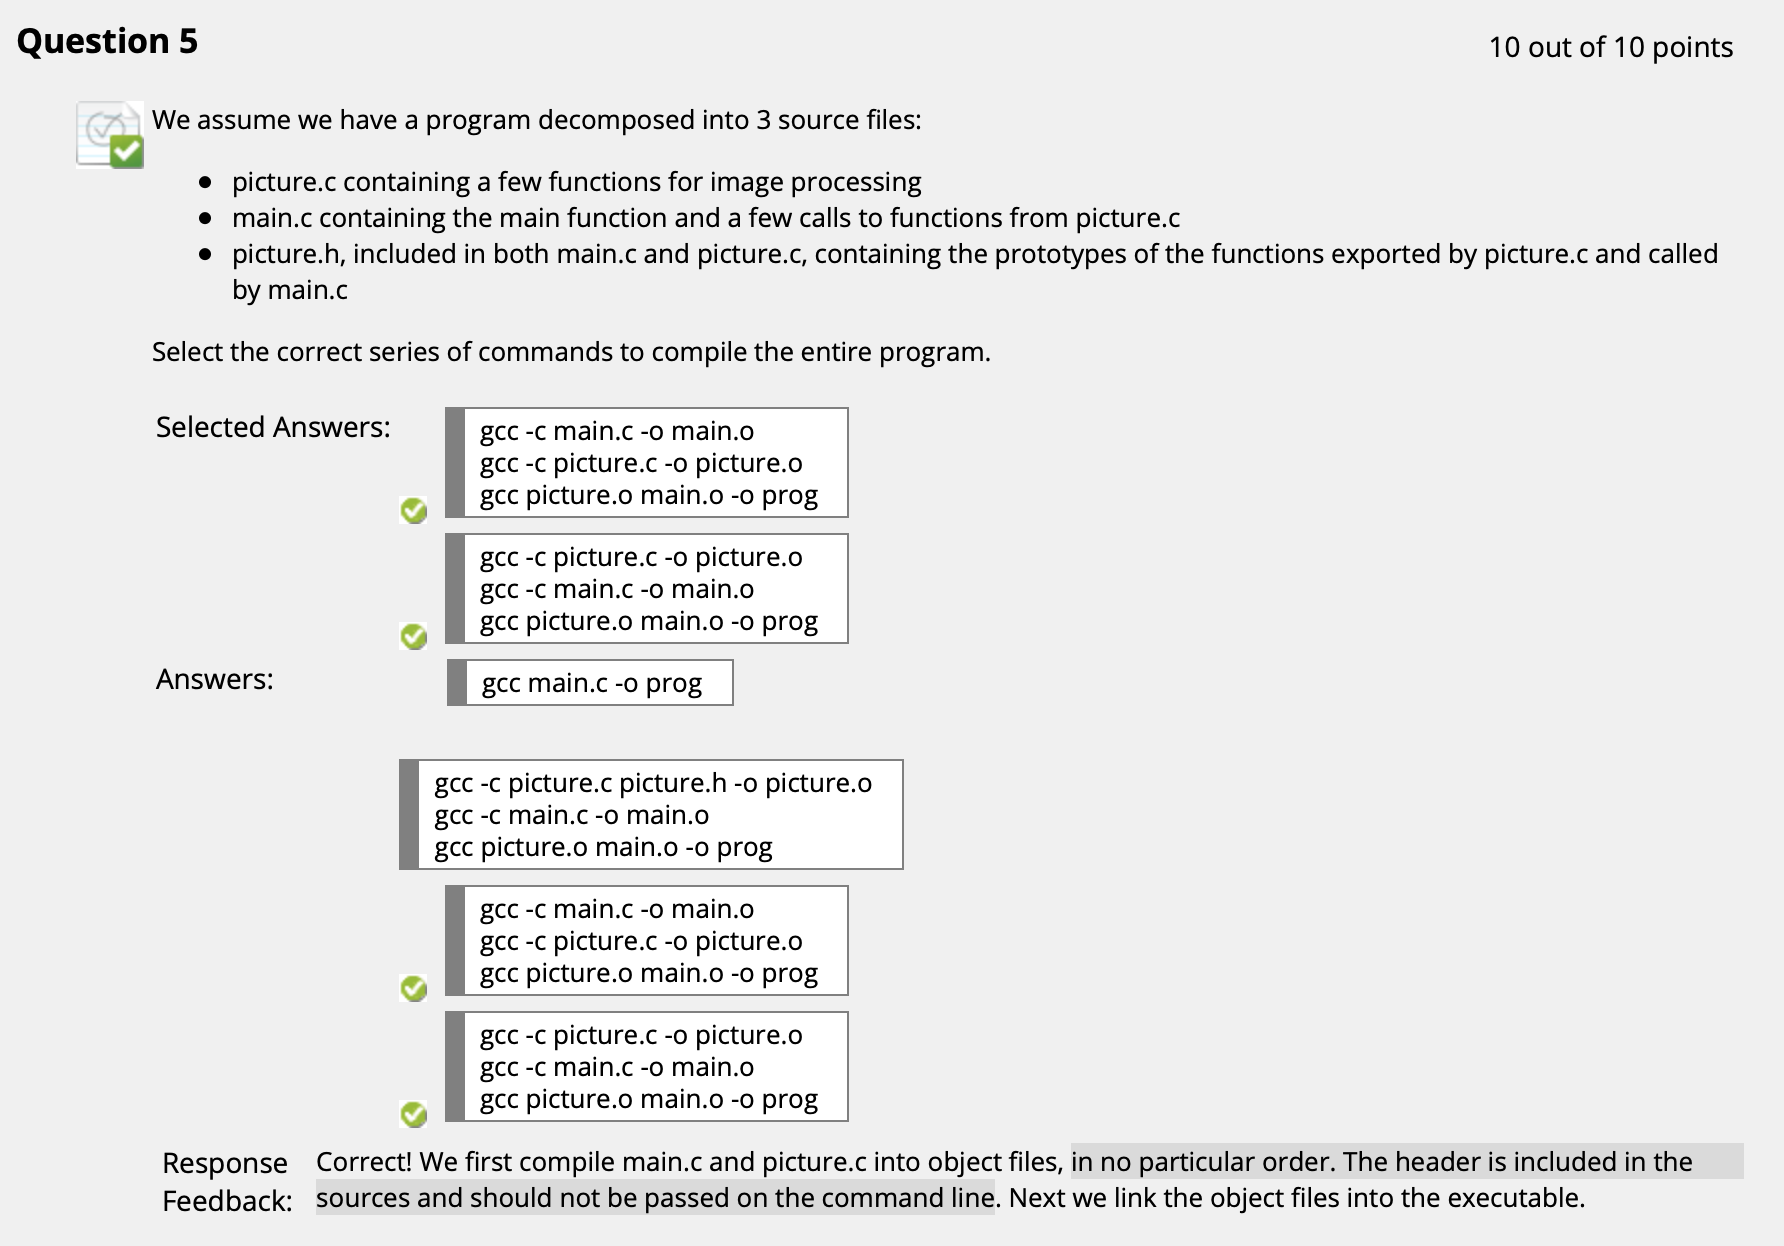 Question 5
10 out of 10 points
We assume we have a program decomposed into 3 source files:
● picture.c containing a few functions for image processing
● main.c containing the main function and a few calls to functions from picture.c
● picture.h, included in both main.c and picture.c, containing the prototypes of the functions exported by picture.c and called
by main.c
Select the correct series of commands to compile the entire program.
Selected Answers:
gcc -c main.c -o main.o
gcc -c picture.c -o picture.o
gcc picture.o main.o -o prog
gcc -c picture.c -o picture.o
gcc -c main.c -o main.o
gcc picture.o main.o -o prog
Answers:
gcc main.c -o prog
gcc -c picture.c picture.h -o picture.o
gcc -c main.c -o main.o
gcc picture.o main.o -o prog
gcc -c main.c -o main.o
gcc -c picture.c -o picture.o
gcc picture.o main.o -o prog
gcc -c picture.c -o picture.o
gcc -c main.c -o main.o
gcc picture.o main.o -o prog
Response
Feedback:
Correct! We first compile main.c and picture.c into object files, in no particular order. The header is included in the
sources and should not be passed on the command line. Next we link the object files into the executable.